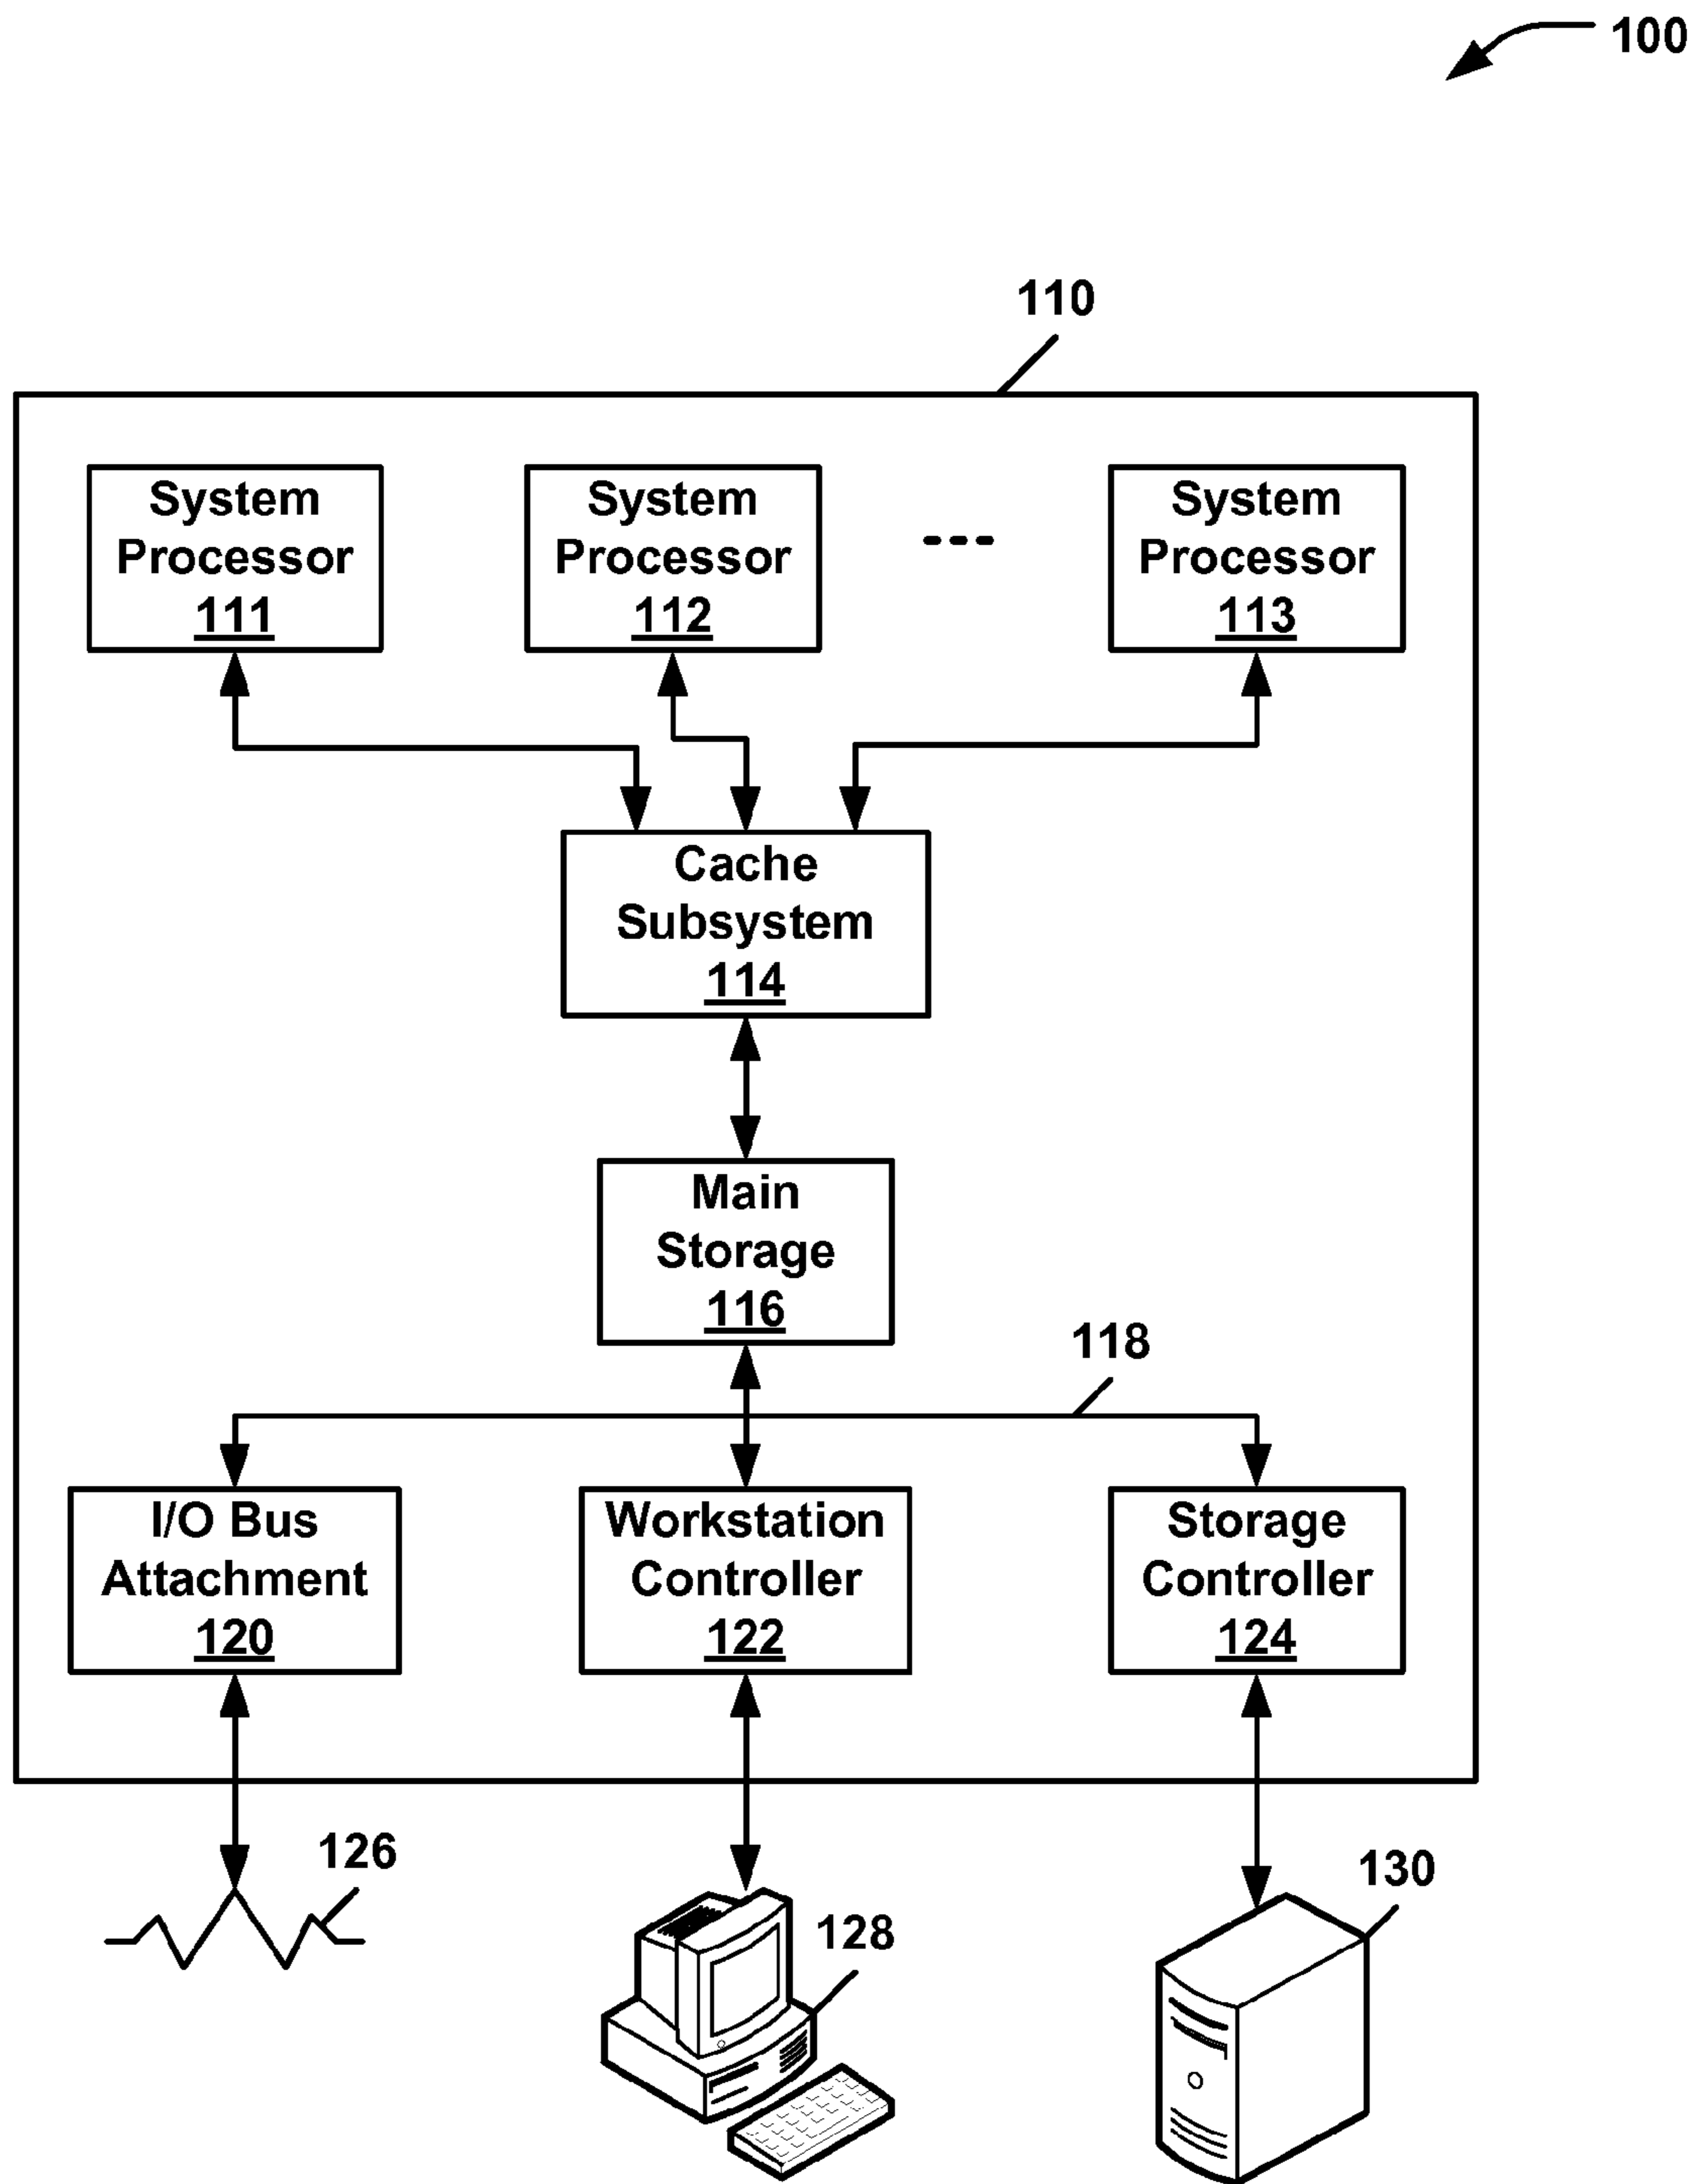 100
110
System
Processor
111
System
Processor
112
---
System
Processor
113
Cache
Subsystem
114
Main
Storage
116
118
I/O Bus
Attachment
120
Workstation
Controller
122
Storage
Controller
124
126
128
130